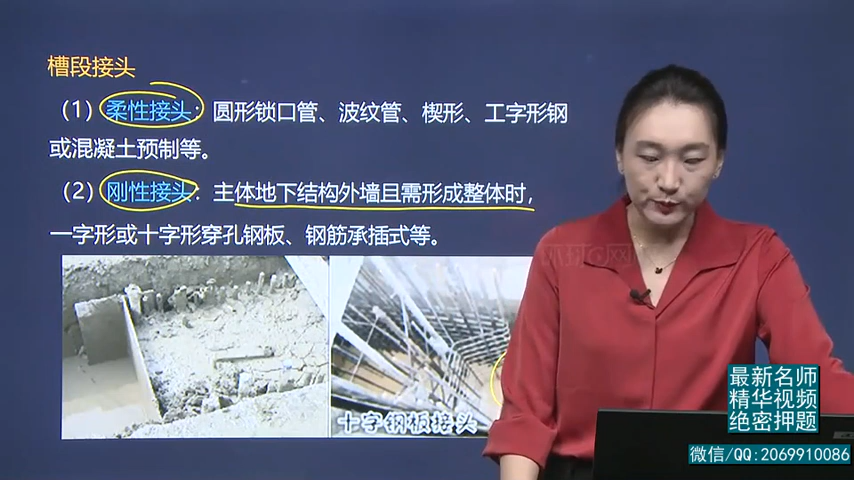 槽段接头
（1）柔性接头：圆形锁口管、波纹管、楔形、工字形钢
或混凝土预制等。
（2）刚性接头：主体地下结构外墙且需形成整体时，
一字形或十字形穿孔钢板、钢筋承插式等。
十字钢板接头
最新名师
精华视频
绝密押题
微信/QQ:2069910086